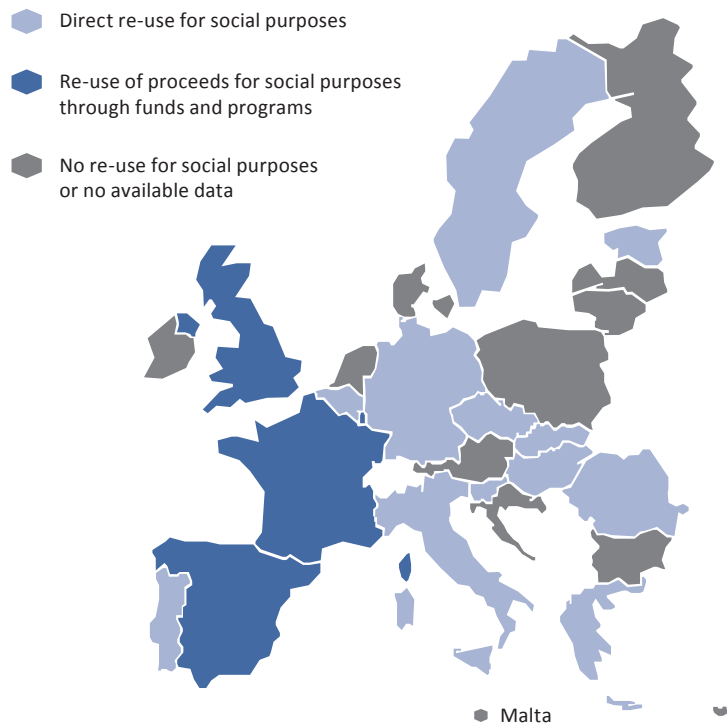 Direct re-use for social purposes
Re-use of proceeds for social purposes
through funds and programs
No re-use for social purposes
or no available data
Malta